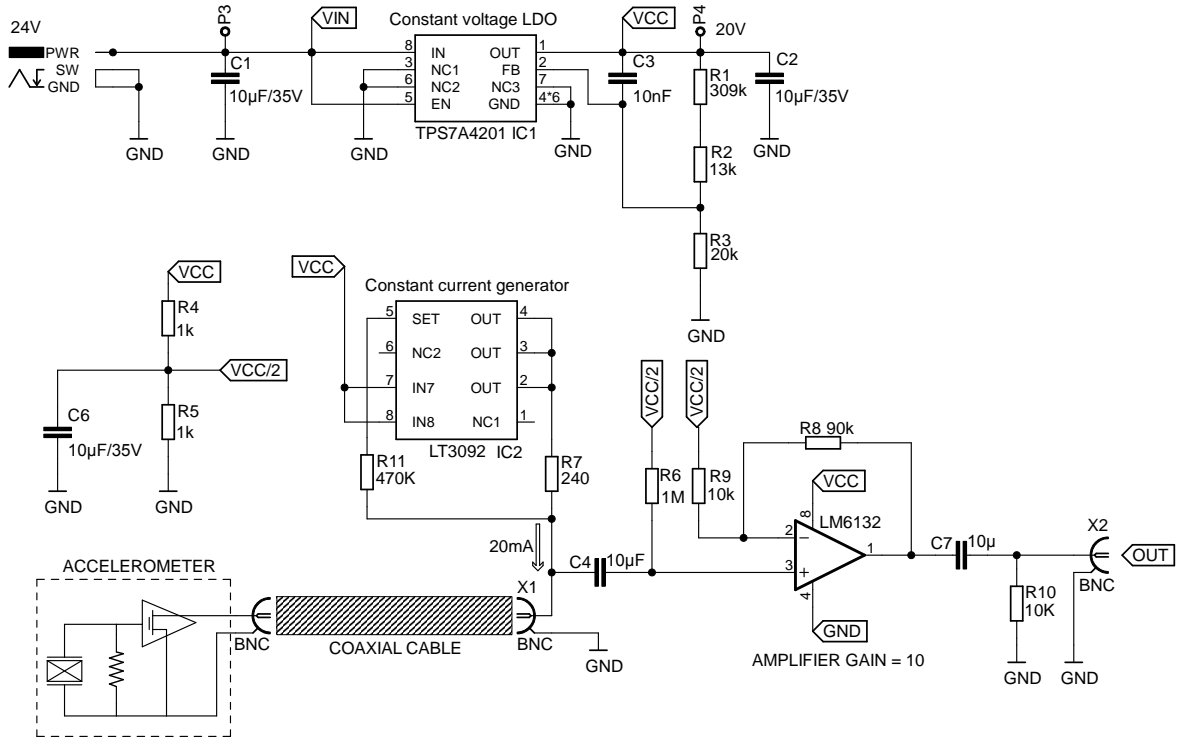 24V
PWR
SW
GND
GND
P3
C1
10µF/35V
GND
VIN
Constant voltage LDO
8 IN OUT 1
3 NC1 FB 2
6 NC2 NC3 7
5 EN GND 4*6
TPS7A4201 IC1
GND
GND
VCC
P4
20V
C3
10nF
R1
309k
C2
10µF/35V
GND
R2
13k
R3
20k
GND
VCC
R4
1k
VCC/2
C6
10µF/35V
R5
1k
GND
GND
VCC
Constant current generator
5 SET OUT 4
6 NC2 OUT 3
7 IN7 OUT 2
8 IN8 NC1 1
LT3092 IC2
R11
470K
R7
240
20mA
VCC/2
VCC/2
R6
1M
R9
10k
R8 90k
VCC
8
LM6132
2 −
3 +
1
4
GND
AMPLIFIER GAIN = 10
C4
10µF
C7
10µ
X2
OUT
BNC
R10
10K
GND
GND
ACCELEROMETER
BNC
COAXIAL CABLE
X1
BNC
GND